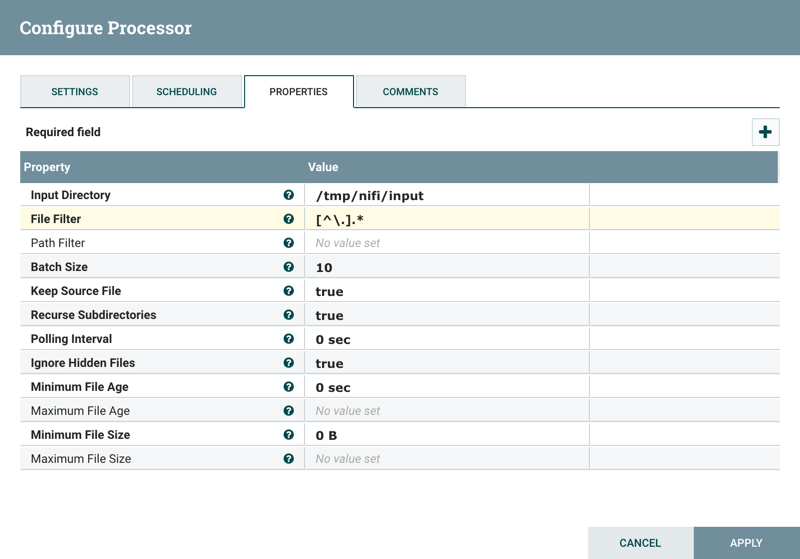 Configure Processor
SETTINGS SCHEDULING PROPERTIES COMMENTS
Required field
Property Value
Input Directory /tmp/nifi/input
File Filter [^\.].*
Path Filter No value set
Batch Size 10
Keep Source File true
Recurse Subdirectories true
Polling Interval 0 sec
Ignore Hidden Files true
Minimum File Age 0 sec
Maximum File Age No value set
Minimum File Size 0 B
Maximum File Size No value set
CANCEL APPLY